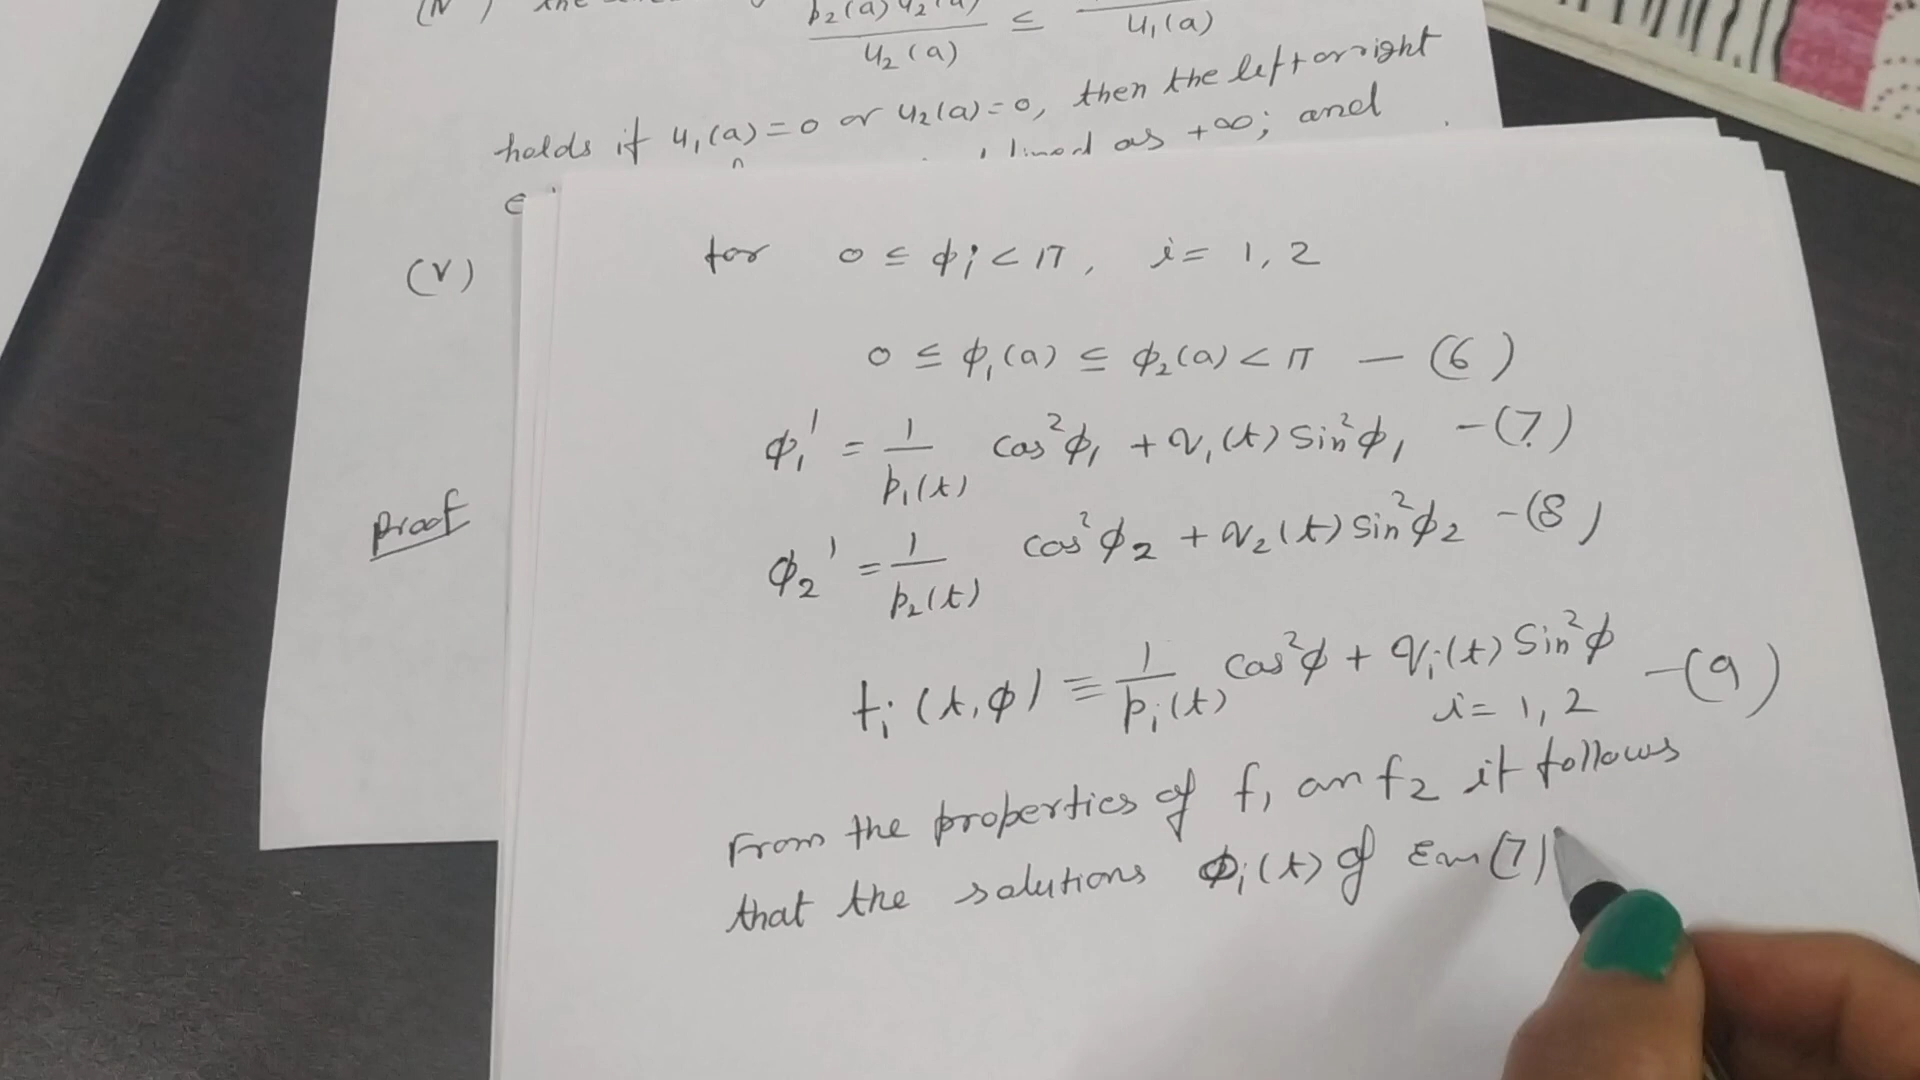 (IV) the
p₂(a)u₂'(a)/u₂(a) ≤ /u₁(a)
holds if u₁(a) = 0 or u₂(a) = 0, then the left or right
as +∞; and
(V)
Proof
for 0 ≤ ϕi < π, i = 1, 2
0 ≤ ϕ₁(a) ≤ ϕ₂(a) < π — (6)
ϕ₁' = 1/p₁(t) cos²ϕ₁ + q₁(t) sin²ϕ₁ -(7)
ϕ₂' = 1/p₂(t) cos²ϕ₂ + q₂(t) sin²ϕ₂ -(8)
fi(t,ϕ) ≡ 1/pi(t) cos²ϕ + qi(t) sin²ϕ -(9)
i = 1, 2
From the properties of f₁ an f₂ it follows
that the solutions ϕi(t) of Eqn (7)